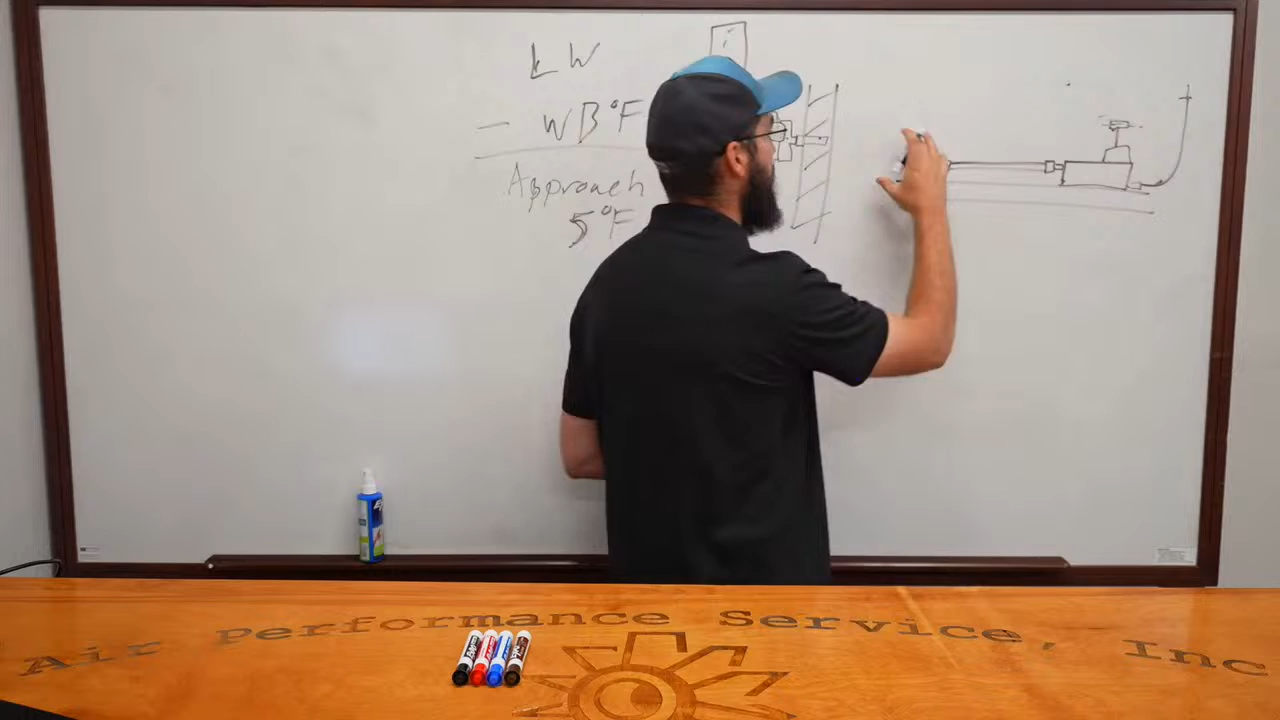 LW
- WB°F
Approach
5°F
Air Performance Service, Inc